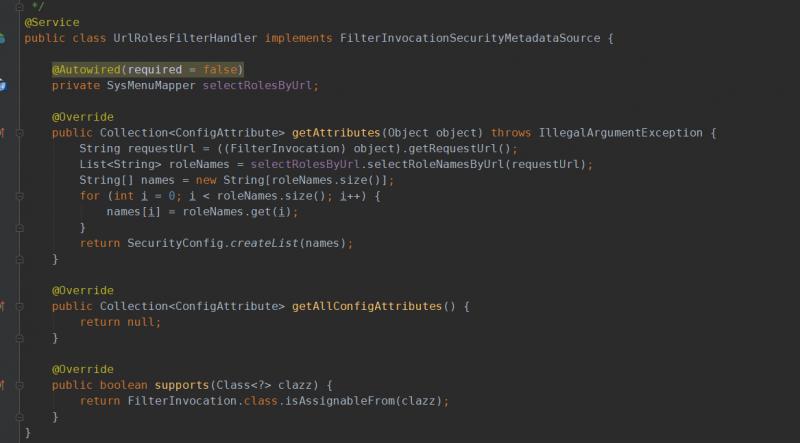 */
@Service
public class UrlRolesFilterHandler implements FilterInvocationSecurityMetadataSource {
@Autowired(required = false)
private SysMenuMapper selectRolesByUrl;
@Override
public Collection<ConfigAttribute> getAttributes(Object object) throws IllegalArgumentException {
String requestUrl = ((FilterInvocation) object).getRequestUrl();
List<String> roleNames = selectRolesByUrl.selectRoleNamesByUrl(requestUrl);
String[] names = new String[roleNames.size()];
for (int i = 0; i < roleNames.size(); i++) {
names[i] = roleNames.get(i);
}
return SecurityConfig.createList(names);
}
@Override
public Collection<ConfigAttribute> getAllConfigAttributes() {
return null;
}
@Override
public boolean supports(Class<?> clazz) {
return FilterInvocation.class.isAssignableFrom(clazz);
}
}